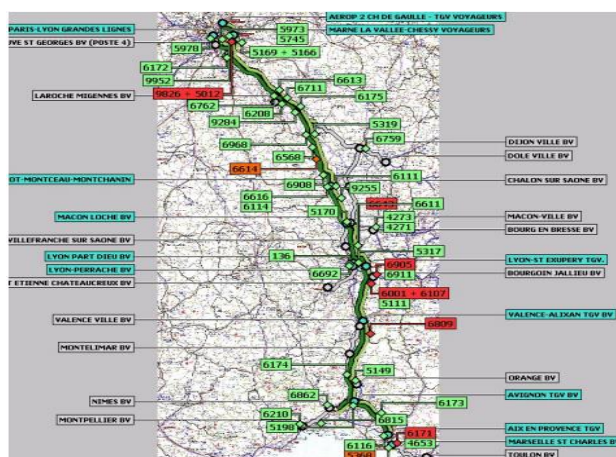 AEROP 2 CH DE GAULLE - TGV VOYAGEURS
PARIS-LYON GRANDES LIGNES
5973
MARNE LA VALLEE-CHESSY VOYAGEURS
5745
UVE ST GEORGES BV (POSTE 4)
5978
5169 + 5166
6172
9952
6613
LAROCHE MIGENNES BV
9826 + 5012
6711
6762
6175
6208
9284
5319
6968
6759
DIJON VILLE BV
6568
DOLE VILLE BV
6614
6111
OT-MONTCEAU-MONTCHANIN
6908
9255
CHALON SUR SAONE BV
6616
6611
6114
MACON LOCHE BV
5170
4273
MACON-VILLE BV
4271
BOURG EN BRESSE BV
VILLEFRANCHE SUR SAONE BV
5317
LYON PART DIEU BV
136
6905
LYON-ST EXUPERY TGV.
LYON-PERRACHE BV
6692
6911
BOURGOIN JALLIEU BV
T ETIENNE CHATEAUCREUX BV
6001 + 6107
5111
VALENCE-ALIXAN TGV BV
VALENCE VILLE BV
6809
MONTELIMAR BV
6174
5149
ORANGE BV
AVIGNON TGV BV
NIMES BV
6862
6173
6210
MONTPELLIER BV
5198
6815
6171
AIX EN PROVENCE TGV
6116
4653
MARSEILLE ST CHARLES B
5368
TOULON BV